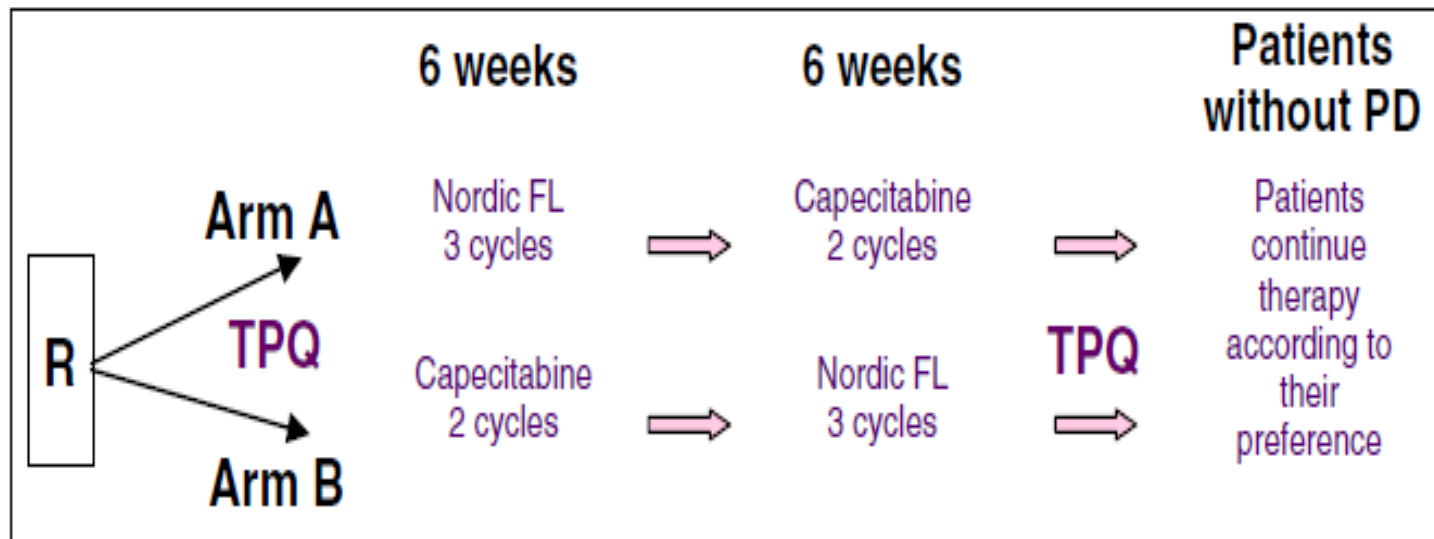 6 weeks
6 weeks
Patients
without PD
R
Arm A
TPQ
Arm B
Nordic FL
3 cycles
Capecitabine
2 cycles
Capecitabine
2 cycles
Nordic FL
3 cycles
TPQ
Patients
continue
therapy
according to
their
preference